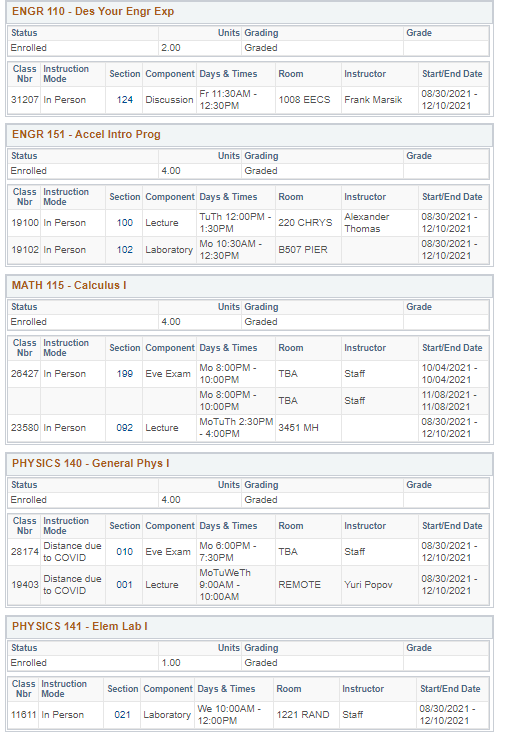 ENGR 110 - Des Your Engr Exp
Status Units Grading Grade
Enrolled 2.00 Graded
Class Nbr Instruction Mode Section Component Days & Times Room Instructor Start/End Date
31207 In Person 124 Discussion Fr 11:30AM - 12:30PM 1008 EECS Frank Marsik 08/30/2021 - 12/10/2021
ENGR 151 - Accel Intro Prog
Status Units Grading Grade
Enrolled 4.00 Graded
Class Nbr Instruction Mode Section Component Days & Times Room Instructor Start/End Date
19100 In Person 100 Lecture TuTh 12:00PM - 1:30PM 220 CHRYS Alexander Thomas 08/30/2021 - 12/10/2021
19102 In Person 102 Laboratory Mo 10:30AM - 12:30PM B507 PIER 08/30/2021 - 12/10/2021
MATH 115 - Calculus I
Status Units Grading Grade
Enrolled 4.00 Graded
Class Nbr Instruction Mode Section Component Days & Times Room Instructor Start/End Date
26427 In Person 199 Eve Exam Mo 8:00PM - 10:00PM TBA Staff 10/04/2021 - 10/04/2021
Mo 8:00PM - 10:00PM TBA Staff 11/08/2021 - 11/08/2021
23580 In Person 092 Lecture MoTuTh 2:30PM - 4:00PM 3451 MH 08/30/2021 - 12/10/2021
PHYSICS 140 - General Phys I
Status Units Grading Grade
Enrolled 4.00 Graded
Class Nbr Instruction Mode Section Component Days & Times Room Instructor Start/End Date
28174 Distance due to COVID 010 Eve Exam Mo 6:00PM - 7:30PM TBA Staff 08/30/2021 - 12/10/2021
19403 Distance due to COVID 001 Lecture MoTuWeTh 9:00AM - 10:00AM REMOTE Yuri Popov 08/30/2021 - 12/10/2021
PHYSICS 141 - Elem Lab I
Status Units Grading Grade
Enrolled 1.00 Graded
Class Nbr Instruction Mode Section Component Days & Times Room Instructor Start/End Date
11611 In Person 021 Laboratory We 10:00AM - 12:00PM 1221 RAND Staff 08/30/2021 - 12/10/2021